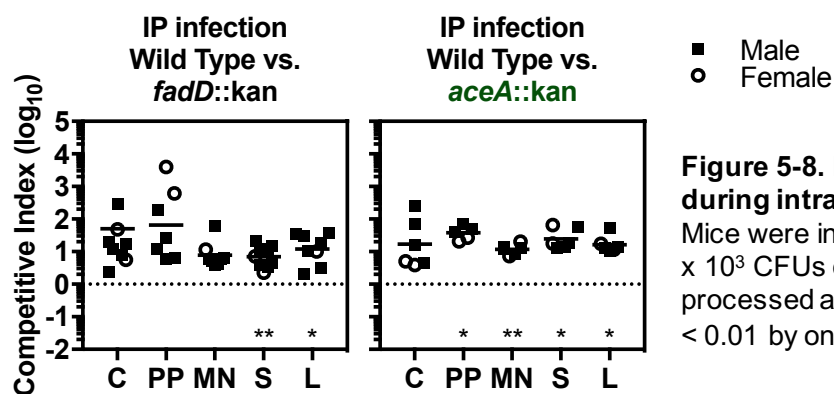 IP infection
Wild Type vs.
fadD::kan
IP infection
Wild Type vs.
aceA::kan
Male
Female
Competitive Index (log10)
5
4
3
2
1
0
-1
-2
** *
* ** * *
C PP MN S L
C PP MN S L
Figure 5-8.
during intra
Mice were in
x 10³ CFUs
processed a
< 0.01 by on